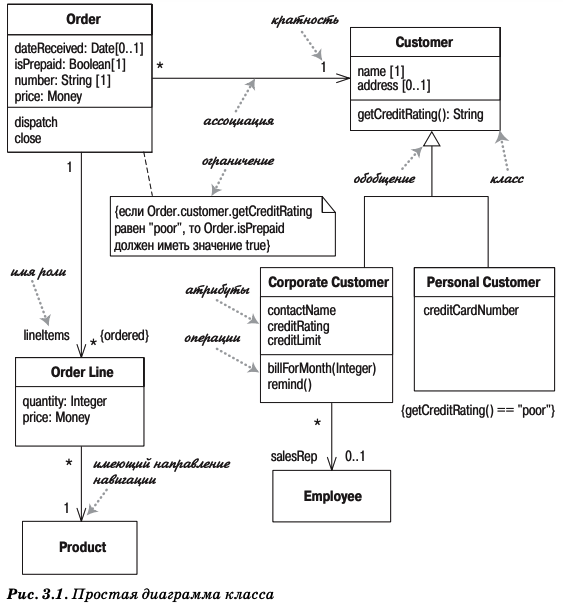 Order
dateReceived: Date[0..1]
isPrepaid: Boolean[1]
number: String [1]
price: Money
dispatch
close
кратность
*
1
ассоциация
Customer
name [1]
address [0..1]
getCreditRating(): String
ограничение
обобщение
класс
1
{если Order.customer.getCreditRating
равен "poor", то Order.isPrepaid
должен иметь значение true}
имя роли
lineItems
* {ordered}
атрибуты
операции
Corporate Customer
contactName
creditRating
creditLimit
billForMonth(Integer)
remind()
Personal Customer
creditCardNumber
{getCreditRating() == "poor"}
Order Line
quantity: Integer
price: Money
*
имеющий направление
навигации
1
Product
*
salesRep 0..1
Employee
Рис. 3.1. Простая диаграмма класса